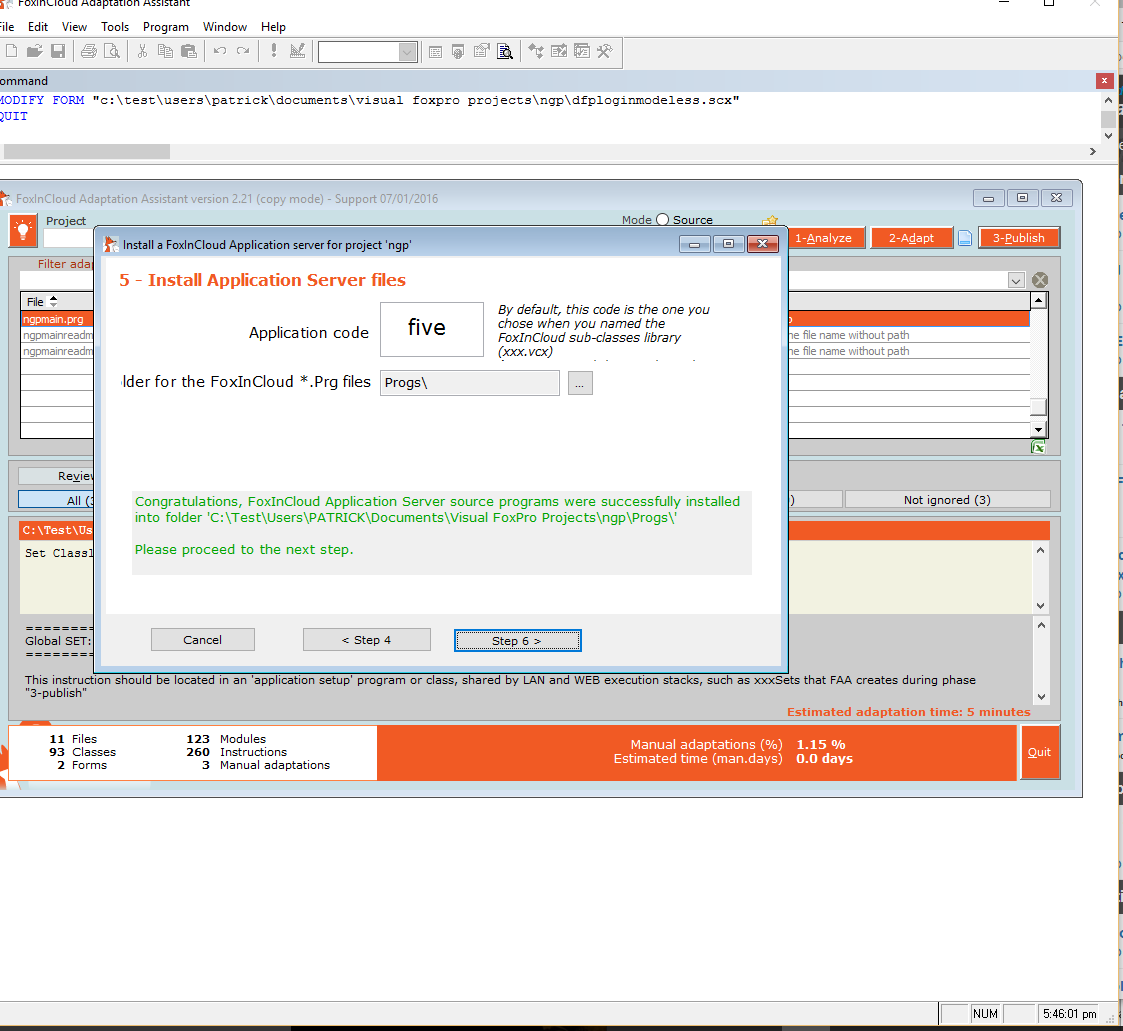 FoxInCloud Adaptation Assistant
File Edit View Tools Program Window Help
ommand
MODIFY FORM "c:\test\users\patrick\documents\visual foxpro projects\ngp\dfploginmodeless.scx"
QUIT
FoxInCloud Adaptation Assistant version 2.21 (copy mode) - Support 07/01/2016
Project
Mode Source
1-Analyze 2-Adapt 3-Publish
Install a FoxInCloud Application server for project 'ngp'
Filter adap
5 - Install Application Server files
File
ngpmain.prg
ngpmainreadm
ngpmainreadm
he file name without path
he file name without path
Application code
five
By default, this code is the one you
chose when you named the
FoxInCloud sub-classes library
(xxx.vcx)
older for the FoxInCloud *.Prg files Progs\ ...
Review
All (3
) Not ignored (3)
Congratulations, FoxInCloud Application Server source programs were successfully installed
into folder 'C:\Test\Users\PATRICK\Documents\Visual FoxPro Projects\ngp\Progs\'
Please proceed to the next step.
C:\Test\Us
Set Classl
Cancel < Step 4 Step 6 >
=========
Global SET:
=========
This instruction should be located in an 'application setup' program or class, shared by LAN and WEB execution stacks, such as xxxSets that FAA creates during phase
"3-publish"
Estimated adaptation time: 5 minutes
11 Files 123 Modules
93 Classes 260 Instructions
2 Forms 3 Manual adaptations
Manual adaptations (%) 1.15 %
Estimated time (man.days) 0.0 days
Quit
NUM 5:46:01 pm